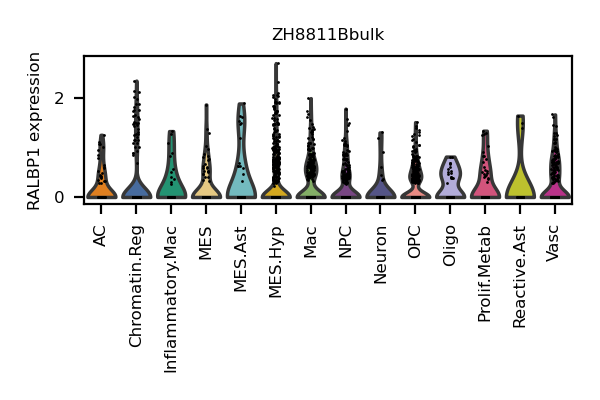 ZH8811Bbulk
RALBP1 expression
2
0
AC
Chromatin.Reg
Inflammatory.Mac
MES
MES.Ast
MES.Hyp
Mac
NPC
Neuron
OPC
Oligo
Prolif.Metab
Reactive.Ast
Vasc